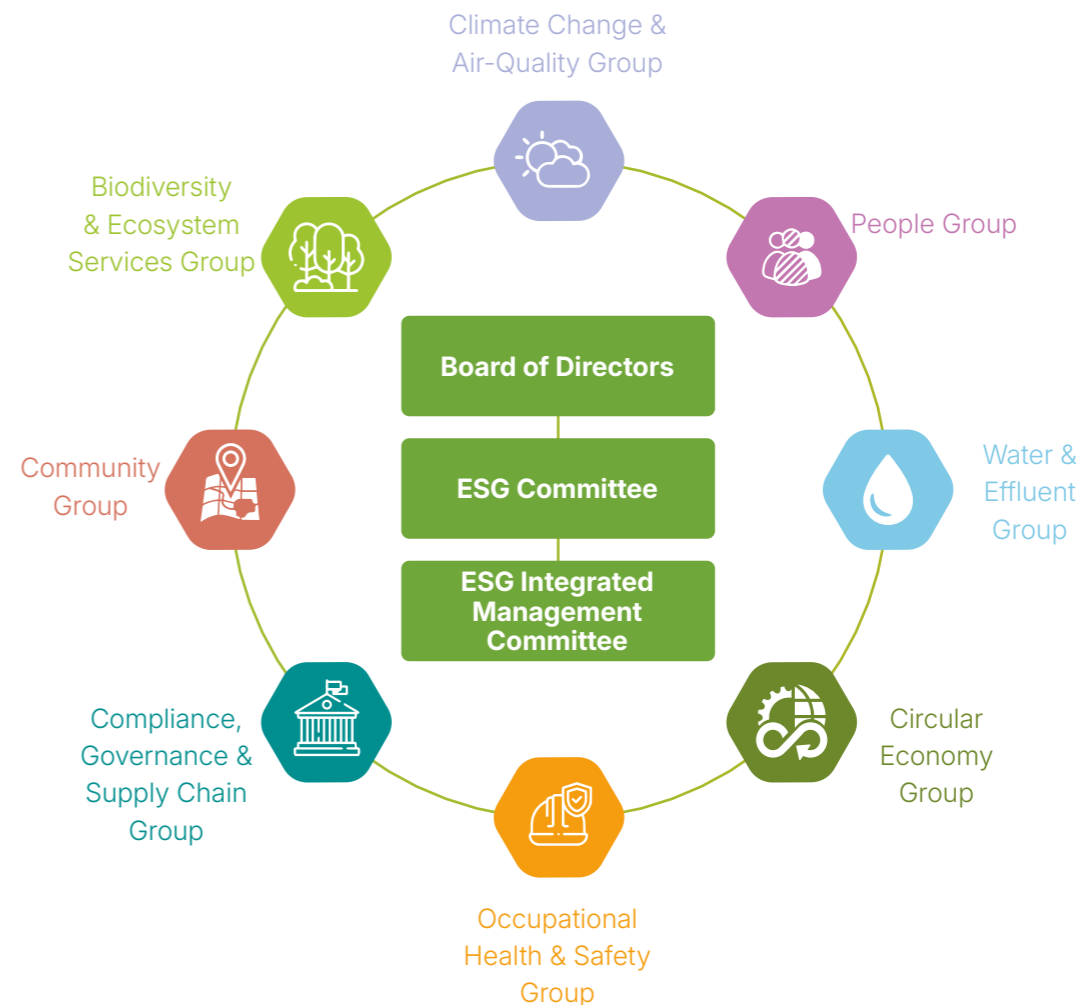 Climate Change &
Air-Quality Group
Biodiversity
& Ecosystem
Services Group
People Group
Board of Directors
Community
Group
ESG Committee
Water &
Effluent
Group
ESG Integrated
Management
Committee
Compliance,
Governance &
Supply Chain
Group
Circular
Economy
Group
Occupational
Health & Safety
Group